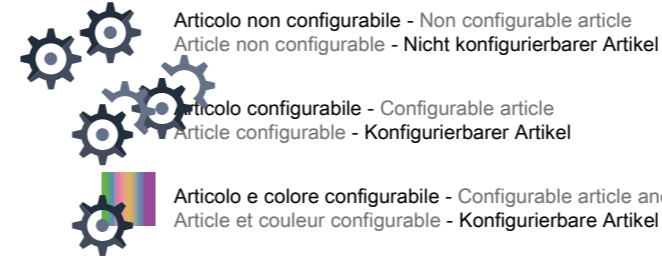 Articolo non configurabile - Non configurable article
Article non configurable - Nicht konfigurierbarer Artikel
Articolo configurabile - Configurable article
Article configurable - Konfigurierbarer Artikel
Articolo e colore configurabile - Configurable article and
Article et couleur configurable - Konfigurierbare Artikel